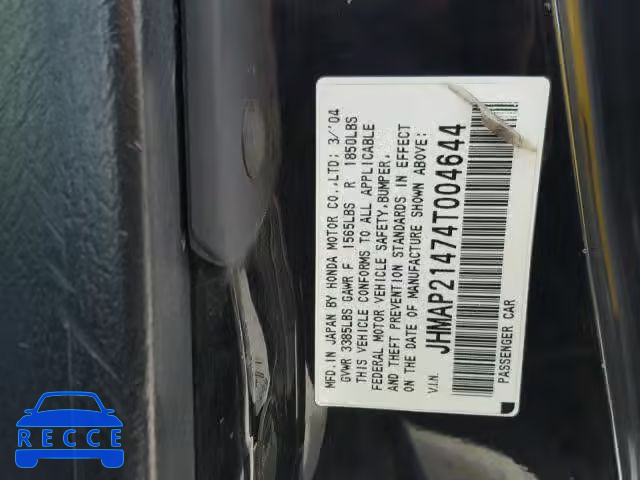 MFD.IN JAPAN BY HONDA MOTOR CO.,LTD; 3/'04
GVWR 3385LBS GAWR F 1565LBS R 1850LBS
THIS VEHICLE CONFORMS TO ALL APPLICABLE
FEDERAL MOTOR VEHICLE SAFETY,BUMPER,
AND THEFT PREVENTION STANDARDS IN EFFECT
ON THE DATE OF MANUFACTURE SHOWN ABOVE:
V.I.N. JHMAP21474T004644
PASSENGER CAR
RECCE